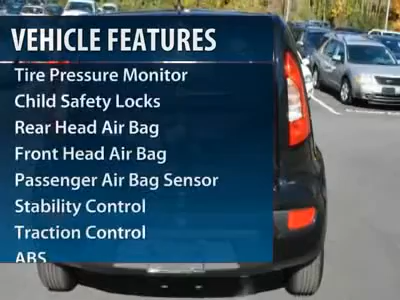 VEHICLE FEATURES
Tire Pressure Monitor
Child Safety Locks
Rear Head Air Bag
Front Head Air Bag
Passenger Air Bag Sensor
Stability Control
Traction Control
ABS